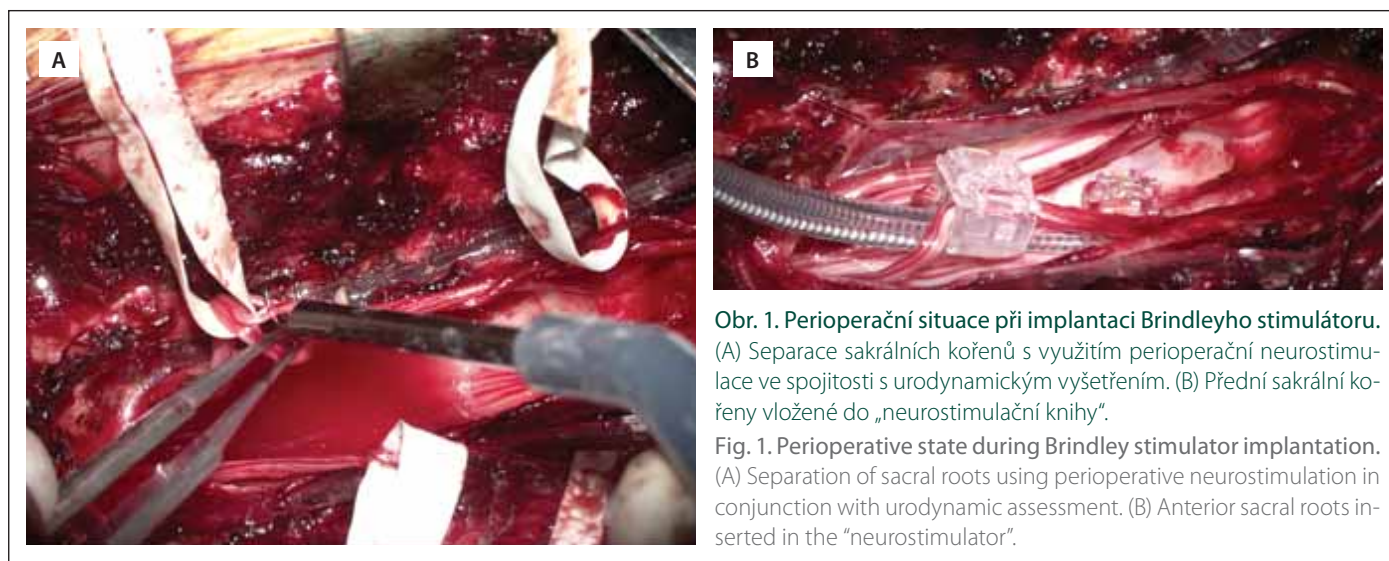 A
B
Obr. 1. Perioperační situace při implantaci Brindleyho stimulátoru.
(A) Separace sakrálních kořenů s využitím perioperační neurostimu-
lace ve spojitosti s urodynamickým vyšetřením. (B) Přední sakrální ko-
řeny vložené do „neurostimulační knihy“.
Fig. 1. Perioperative state during Brindley stimulator implantation.
(A) Separation of sacral roots using perioperative neurostimulation in
conjunction with urodynamic assessment. (B) Anterior sacral roots in-
serted in the “neurostimulator”.